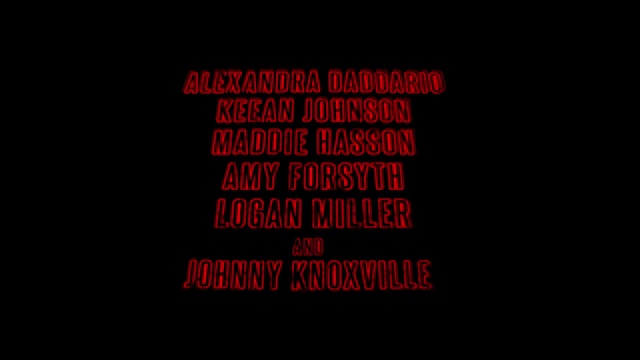 ALEXANDRA DADDARIO
KEEAN JOHNSON
MADDIE HASSON
AMY FORSYTH
LOGAN MILLER
AND
JOHNNY KNOXVILLE